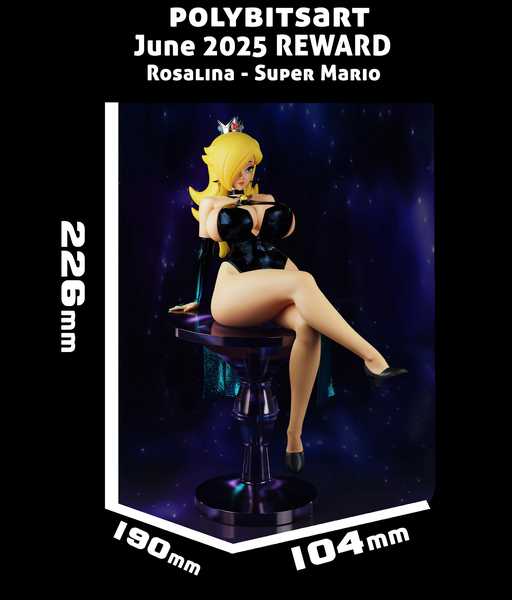 POLYBITSART
June 2025 REWARD
Rosalina - Super Mario
226mm
190mm
104mm